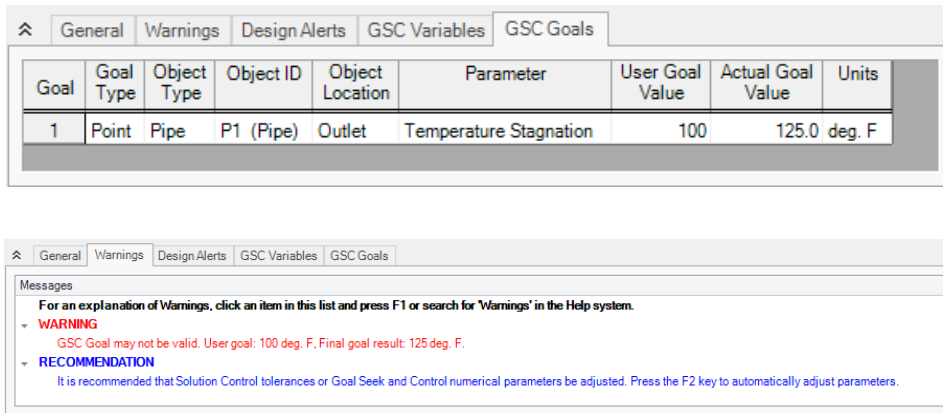 General Warnings Design Alerts GSC Variables GSC Goals
Goal Goal Type Object Type Object ID Object Location Parameter User Goal Value Actual Goal Value Units
1 Point Pipe P1 (Pipe) Outlet Temperature Stagnation 100 125.0 deg. F
General Warnings Design Alerts GSC Variables GSC Goals
Messages
For an explanation of Warnings, click an item in this list and press F1 or search for 'Warnings' in the Help system.
WARNING
GSC Goal may not be valid. User goal: 100 deg. F, Final goal result: 125 deg. F.
RECOMMENDATION
It is recommended that Solution Control tolerances or Goal Seek and Control numerical parameters be adjusted. Press the F2 key to automatically adjust parameters.